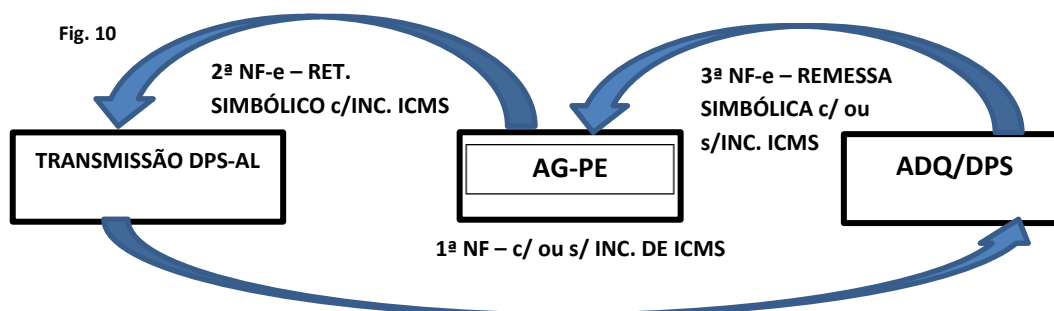 Fig. 10
2ª NF-e – RET.
SIMBÓLICO c/INC. ICMS
3ª NF-e – REMESSA
SIMBÓLICA c/ ou
s/INC. ICMS
TRANSMISSÃO DPS-AL
AG-PE
ADQ/DPS
1ª NF – c/ ou s/ INC. DE ICMS